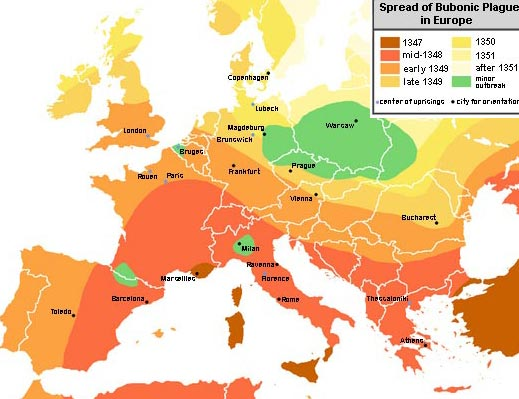 Spread of Bubonic Plague
in Europe
1347
mid-1348
early 1349
late 1349
1350
1351
after 1351
minor
outbreak
center of uprisings
city for orientation
Copenhagen
Lubeck
London
Magdeburg
Brunswick
Warsaw
Bruges
Rouen
Paris
Frankfurt
Prague
Vienna
Bucharest
Milan
Marceilles
Ravenna
Florence
Barcelona
Rome
Toledo
Thessaloniki
Athens